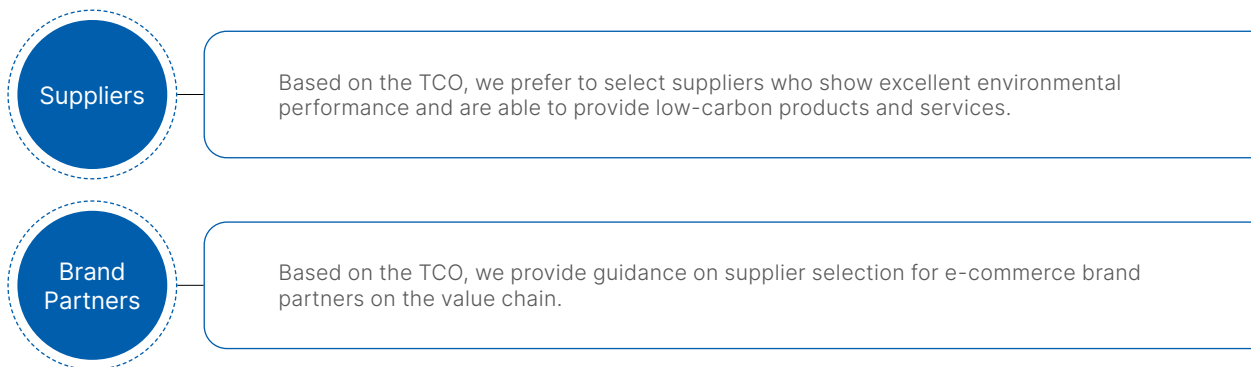 Suppliers
Based on the TCO, we prefer to select suppliers who show excellent environmental
performance and are able to provide low-carbon products and services.
Brand
Partners
Based on the TCO, we provide guidance on supplier selection for e-commerce brand
partners on the value chain.